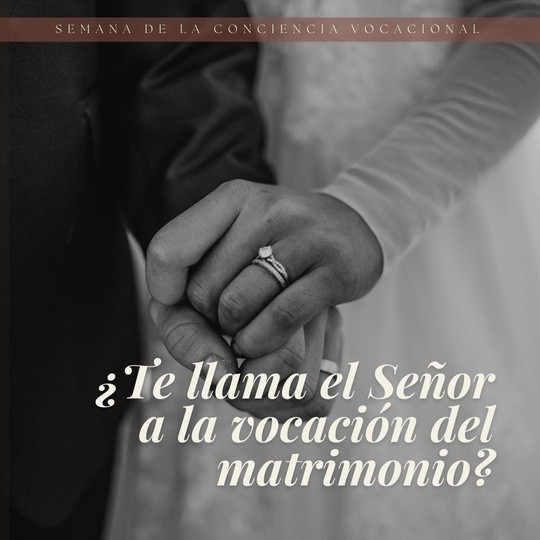 SEMANA DE LA CONCIENCIA VOCACIONAL
¿Te llama el Señor
a la vocación del
matrimonio?